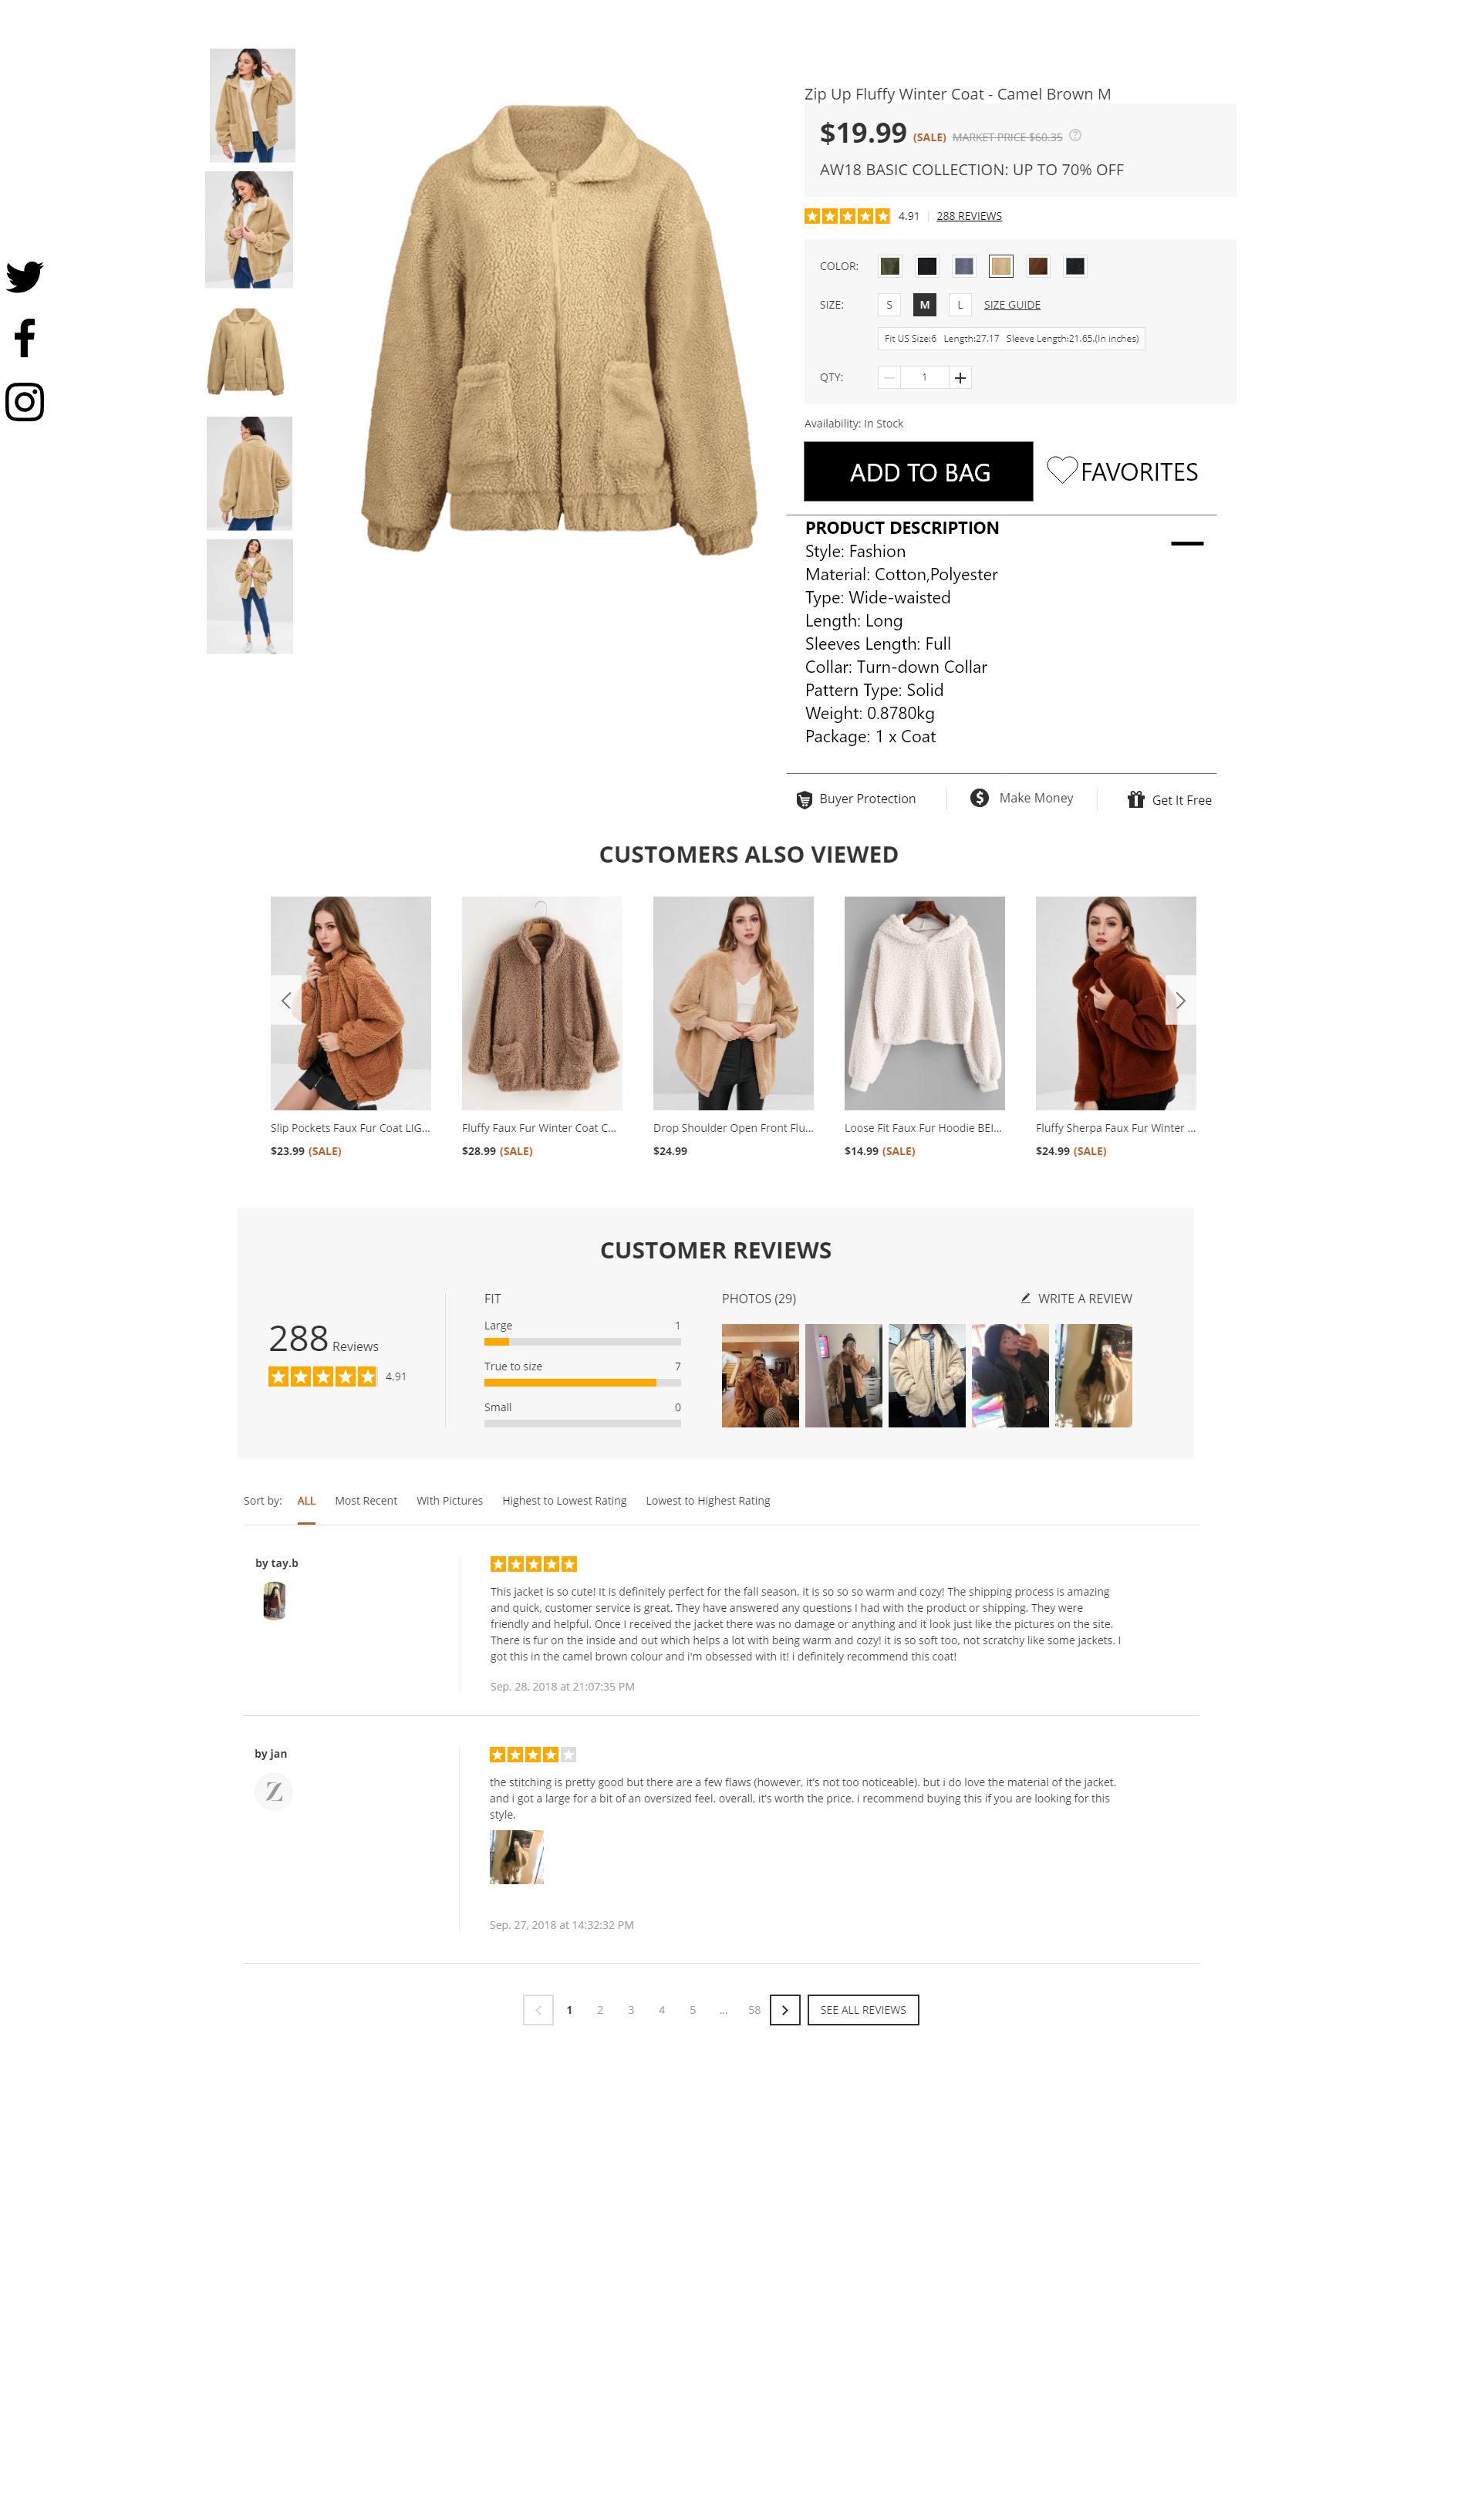 Zip Up Fluffy Winter Coat - Camel Brown M
$19.99 (SALE) MARKET PRICE $60.35 ?
AW18 BASIC COLLECTION: UP TO 70% OFF
4.91 | 288 REVIEWS
COLOR:
SIZE: S M L SIZE GUIDE
Fit US Size:6 Length:27.17 Sleeve Length:21.65.(In inches)
QTY: 1
Availability: In Stock
ADD TO BAG FAVORITES
PRODUCT DESCRIPTION
Style: Fashion
Material: Cotton,Polyester
Type: Wide-waisted
Length: Long
Sleeves Length: Full
Collar: Turn-down Collar
Pattern Type: Solid
Weight: 0.8780kg
Package: 1 x Coat
Buyer Protection Make Money Get It Free
CUSTOMERS ALSO VIEWED
Slip Pockets Faux Fur Coat LIG... Fluffy Faux Fur Winter Coat C... Drop Shoulder Open Front Flu... Loose Fit Faux Fur Hoodie BEI... Fluffy Sherpa Faux Fur Winter ...
$23.99 (SALE) $28.99 (SALE) $24.99 $14.99 (SALE) $24.99 (SALE)
CUSTOMER REVIEWS
288 Reviews
4.91
FIT
Large 1
True to size 7
Small 0
PHOTOS (29) WRITE A REVIEW
Sort by: ALL Most Recent With Pictures Highest to Lowest Rating Lowest to Highest Rating
by tay.b
This jacket is so cute! It is definitely perfect for the fall season, it is so so so warm and cozy! The shipping process is amazing
and quick, customer service is great. They have answered any questions I had with the product or shipping. They were
friendly and helpful. Once I received the jacket there was no damage or anything and it look just like the pictures on the site.
There is fur on the inside and out which helps a lot with being warm and cozy! it is so soft too, not scratchy like some jackets. I
got this in the camel brown colour and i'm obsessed with it! i definitely recommend this coat!
Sep. 28, 2018 at 21:07:35 PM
by jan
Z
the stitching is pretty good but there are a few flaws (however, it’s not too noticeable). but i do love the material of the jacket.
and i got a large for a bit of an oversized feel. overall, it’s worth the price. i recommend buying this if you are looking for this
style.
Sep. 27, 2018 at 14:32:32 PM
1 2 3 4 5 ... 58 SEE ALL REVIEWS